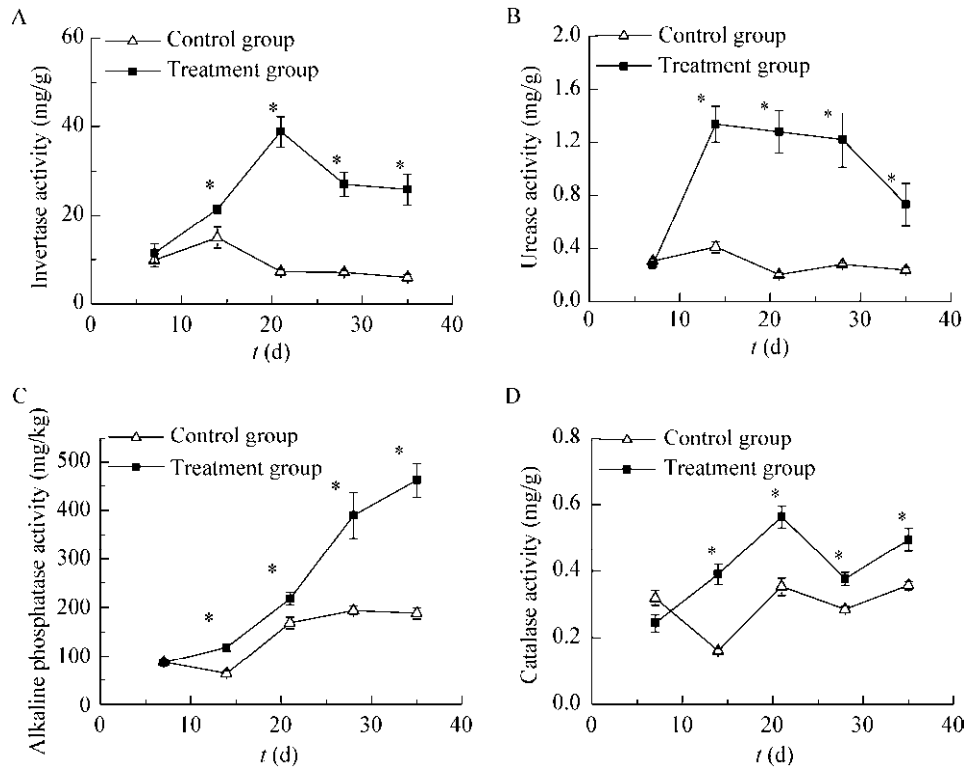 A
Control group
Treatment group
Invertase activity (mg/g)
60
40
20
0
*
*
*
*
0
10
20
30
40
t (d)
B
Control group
Treatment group
Urease activity (mg/g)
2.0
1.6
1.2
0.8
0.4
0.0
*
*
*
*
0
10
20
30
40
t (d)
C
Control group
Treatment group
Alkaline phosphatase activity (mg/kg)
500
400
300
200
100
0
*
*
*
*
0
10
20
30
40
t (d)
D
Control group
Treatment group
Catalase activity (mg/g)
0.8
0.6
0.4
0.2
0.0
*
*
*
*
0
10
20
30
40
t (d)